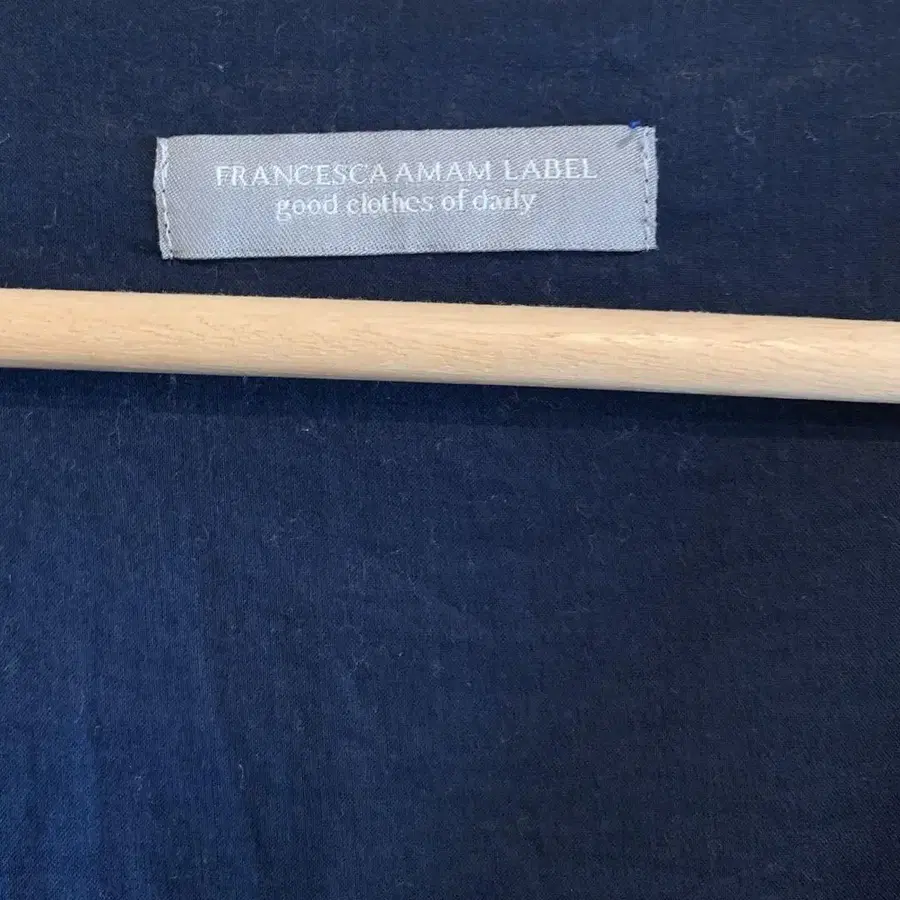 FRANCESCA AMAM LABEL
good clothes of daily